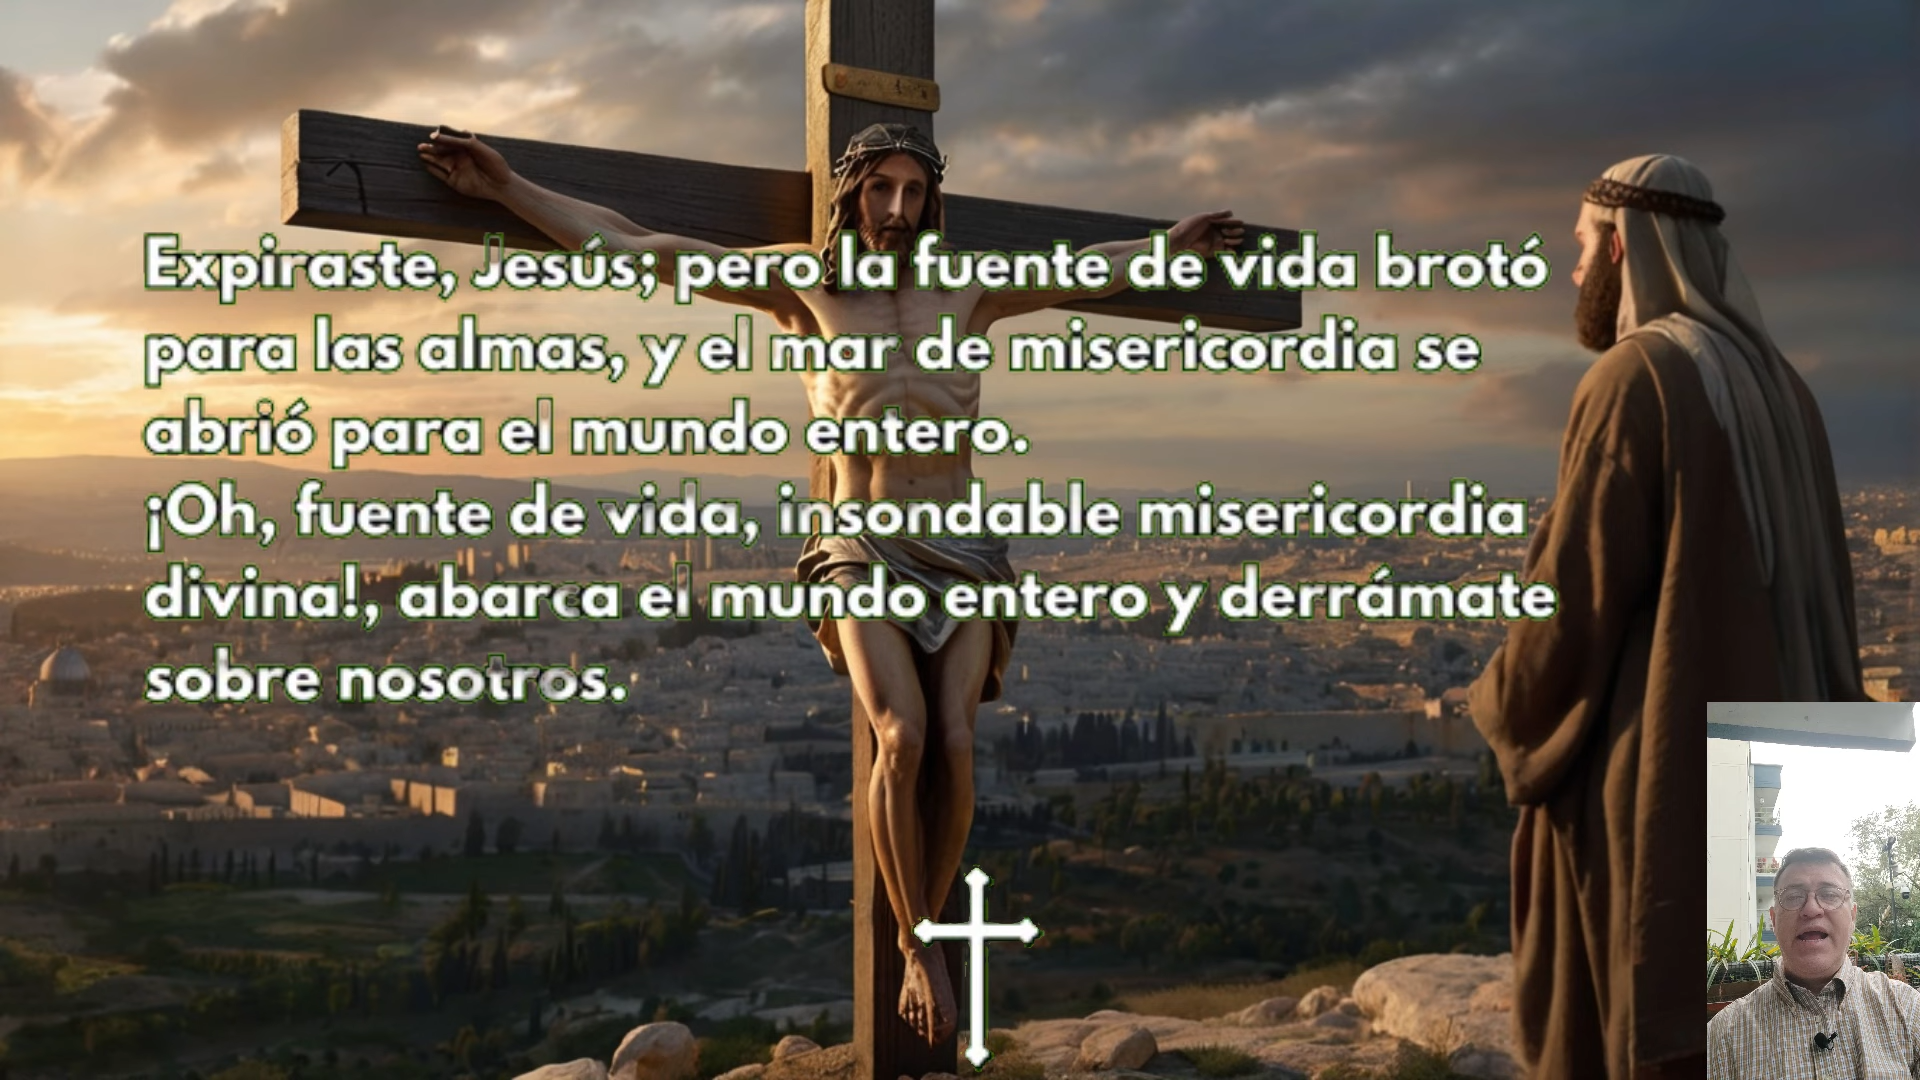 Expiraste, Jesús; pero la fuente de vida brotó
para las almas, y el mar de misericordia se
abrió para el mundo entero.
¡Oh, fuente de vida, insondable misericordia
divina!, abarca el mundo entero y derrámate
sobre nosotros.